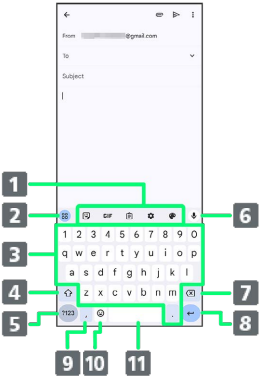 From @gmail.com
To
Subject
1
2 GIF 6
1 2 3 4 5 6 7 8 9 0
3 q w e r t y u i o p
a s d f g h j k l
4 z x c v b n m 7
5 ?123 , . 8
9 10 11